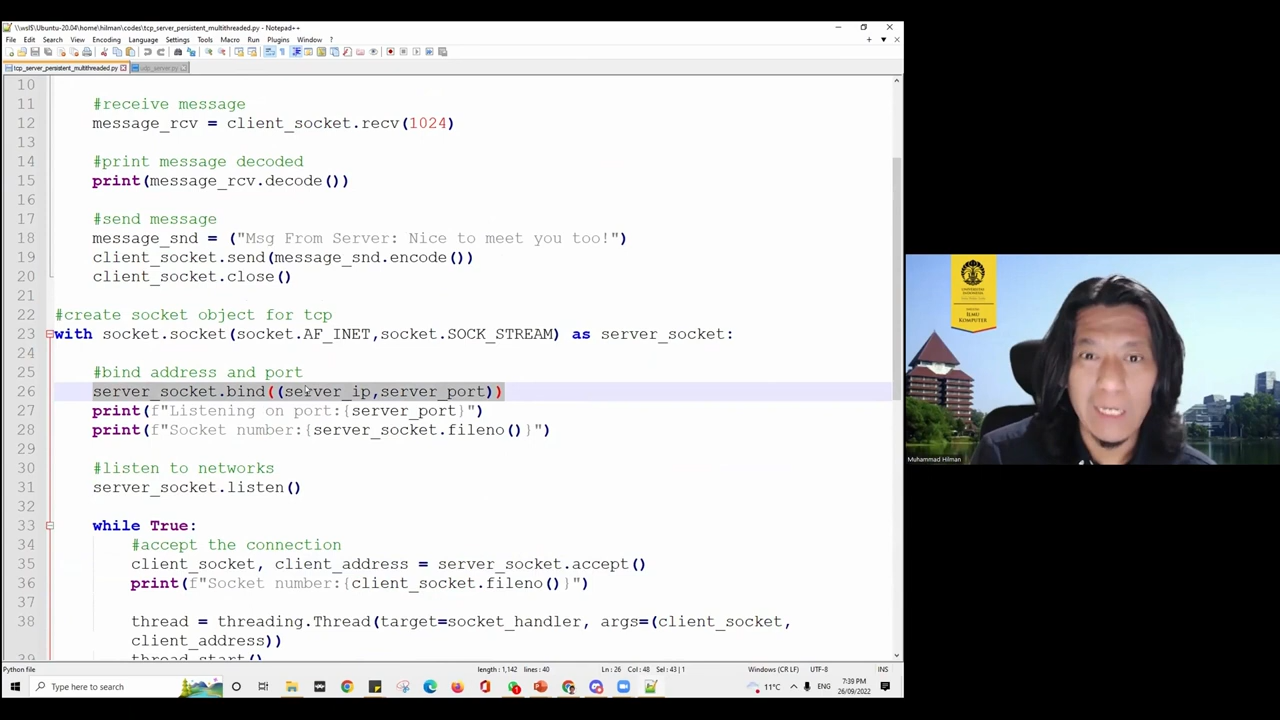 \\wsl$\Ubuntu-20.04\home\hilman\codes\tcp_server_persistent_multithreaded.py - Notepad++
File Edit Search View Encoding Language Settings Tools Macro Run Plugins Window ?
tcp_server_persistent_multithreaded.py udp_server.py
10
11 #receive message
12 message_rcv = client_socket.recv(1024)
13
14 #print message decoded
15 print(message_rcv.decode())
16
17 #send message
18 message_snd = ("Msg From Server: Nice to meet you too!")
19 client_socket.send(message_snd.encode())
20 client_socket.close()
21
22 #create socket object for tcp
23 with socket.socket(socket.AF_INET,socket.SOCK_STREAM) as server_socket:
24
25 #bind address and port
26 server_socket.bind((server_ip,server_port))
27 print(f"Listening on port:{server_port}")
28 print(f"Socket number:{server_socket.fileno()}")
29
30 #listen to networks
31 server_socket.listen()
32
33 while True:
34 #accept the connection
35 client_socket, client_address = server_socket.accept()
36 print(f"Socket number:{client_socket.fileno()}")
37
38 thread = threading.Thread(target=socket_handler, args=(client_socket,
client_address))
39 thread.start()
Python file length : 1,142 lines : 40 Ln : 26 Col : 48 Sel : 43 | 1 Windows (CR LF) UTF-8 INS
Type here to search 11°C ENG 7:39 PM
26/09/2022
UNIVERSITAS
INDONESIA
ILMU
KOMPUTER
Muhammad Hilman